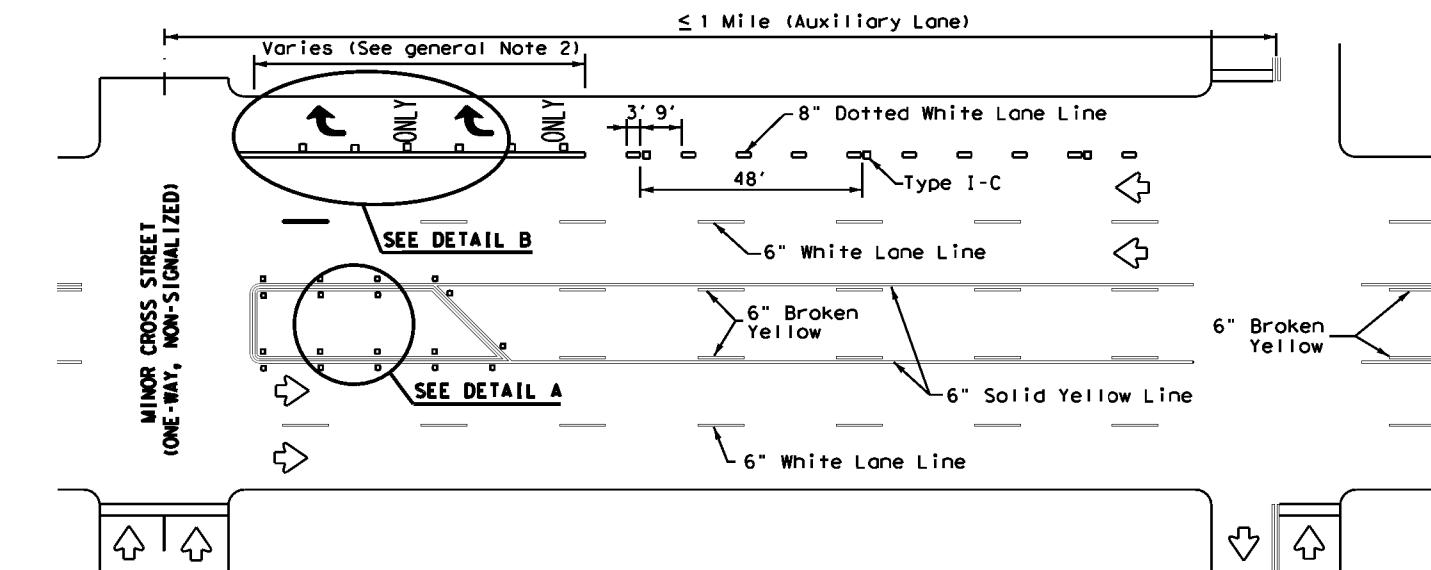 ≤ 1 Mile (Auxiliary Lane)
Varies (See general Note 2)
ONLY
ONLY
3' 9'
8" Dotted White Lane Line
48'
Type I-C
SEE DETAIL B
6" White Lane Line
MINOR CROSS STREET
(ONE-WAY, NON-SIGNALIZED)
6" Broken
Yellow
6" Broken
Yellow
SEE DETAIL A
6" Solid Yellow Line
6" White Lane Line